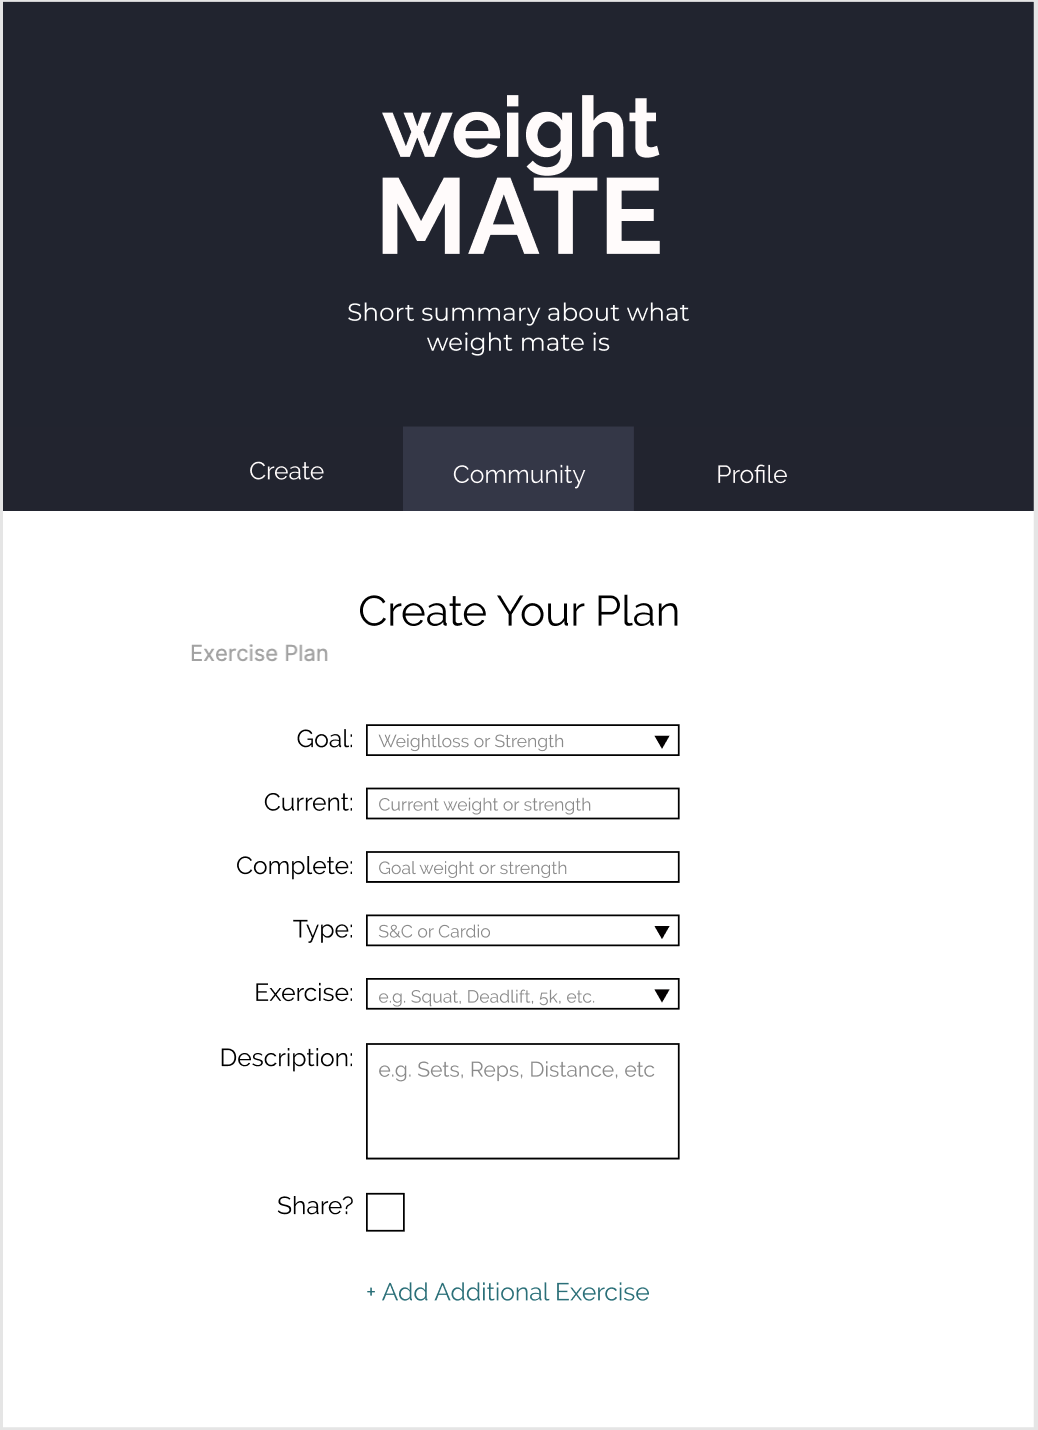 weight
MATE
Short summary about what
weight mate is
Create Community Profile
Create Your Plan
Exercise Plan
Goal: Weightloss or Strength
Current: Current weight or strength
Complete: Goal weight or strength
Type: S&C or Cardio
Exercise: e.g. Squat, Deadlift, 5k, etc.
Description: e.g. Sets, Reps, Distance, etc
Share?
+ Add Additional Exercise